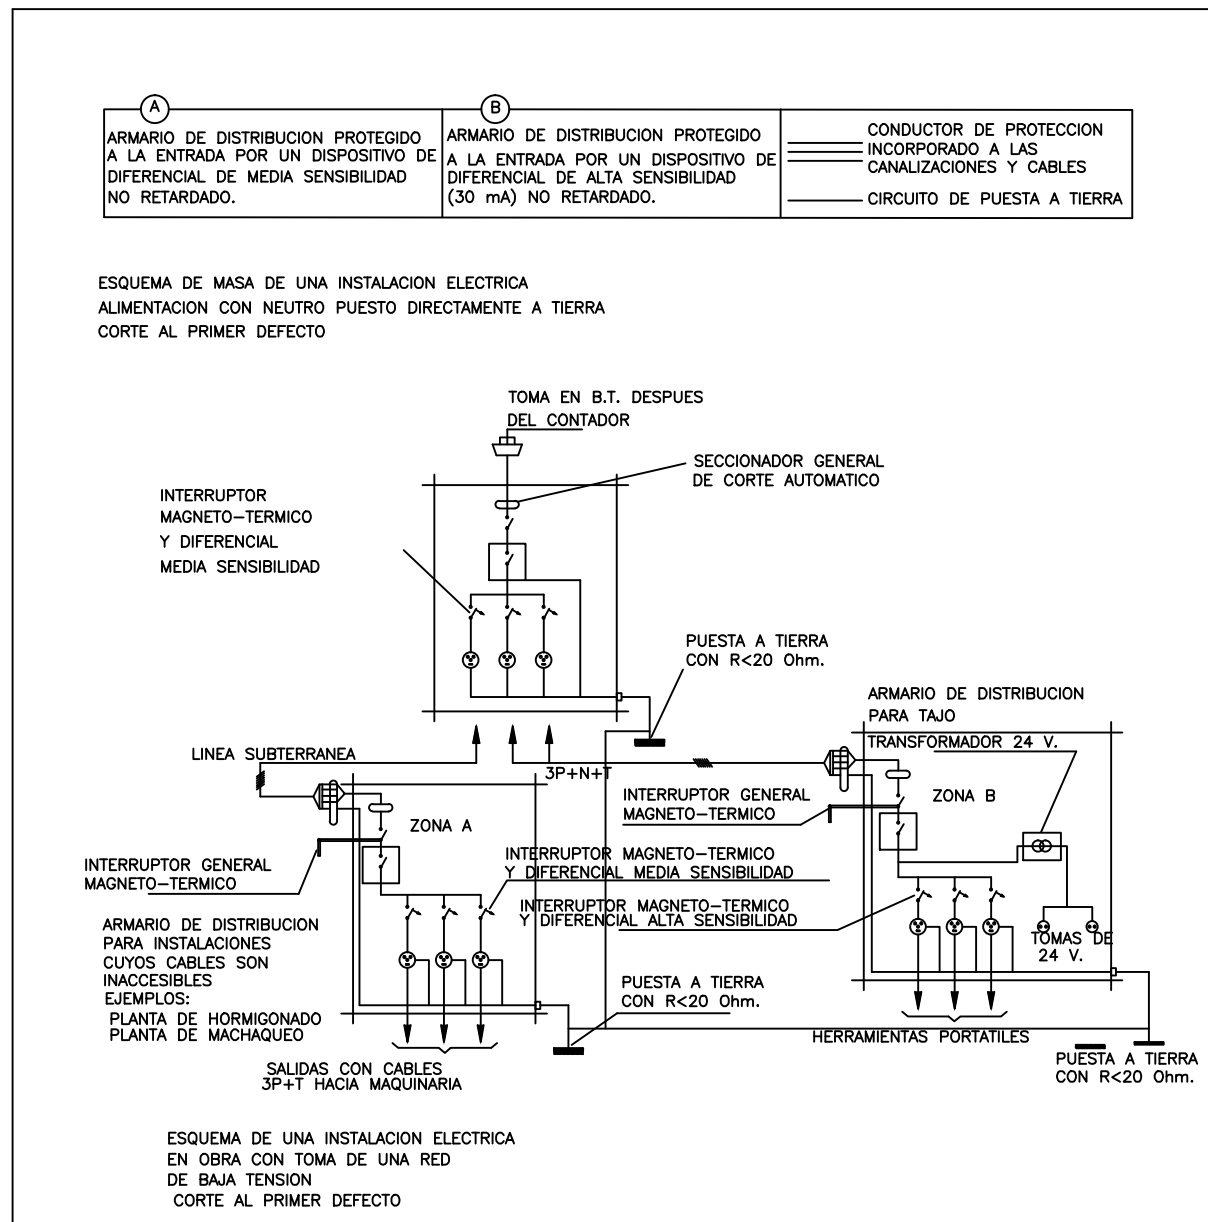 A
ARMARIO DE DISTRIBUCION PROTEGIDO
A LA ENTRADA POR UN DISPOSITIVO DE
DIFERENCIAL DE MEDIA SENSIBILIDAD
NO RETARDADO.
B
ARMARIO DE DISTRIBUCION PROTEGIDO
A LA ENTRADA POR UN DISPOSITIVO DE
DIFERENCIAL DE ALTA SENSIBILIDAD
(30 mA) NO RETARDADO.
CONDUCTOR DE PROTECCION
INCORPORADO A LAS
CANALIZACIONES Y CABLES
CIRCUITO DE PUESTA A TIERRA
ESQUEMA DE MASA DE UNA INSTALACION ELECTRICA
ALIMENTACION CON NEUTRO PUESTO DIRECTAMENTE A TIERRA
CORTE AL PRIMER DEFECTO
TOMA EN B.T. DESPUES
DEL CONTADOR
SECCIONADOR GENERAL
DE CORTE AUTOMATICO
INTERRUPTOR
MAGNETO-TERMICO
Y DIFERENCIAL
MEDIA SENSIBILIDAD
PUESTA A TIERRA
CON R<20 Ohm.
ARMARIO DE DISTRIBUCION
PARA TAJO
TRANSFORMADOR 24 V.
LINEA SUBTERRANEA
3P+N+T
INTERRUPTOR GENERAL
MAGNETO-TERMICO
ZONA B
ZONA A
INTERRUPTOR GENERAL
MAGNETO-TERMICO
INTERRUPTOR MAGNETO-TERMICO
Y DIFERENCIAL MEDIA SENSIBILIDAD
INTERRUPTOR MAGNETO-TERMICO
Y DIFERENCIAL ALTA SENSIBILIDAD
ARMARIO DE DISTRIBUCION
PARA INSTALACIONES
CUYOS CABLES SON
INACCESIBLES
EJEMPLOS:
PLANTA DE HORMIGONADO
PLANTA DE MACHAQUEO
TOMAS DE
24 V.
PUESTA A TIERRA
CON R<20 Ohm.
HERRAMIENTAS PORTATILES
PUESTA A TIERRA
CON R<20 Ohm.
SALIDAS CON CABLES
3P+T HACIA MAQUINARIA
ESQUEMA DE UNA INSTALACION ELECTRICA
EN OBRA CON TOMA DE UNA RED
DE BAJA TENSION
CORTE AL PRIMER DEFECTO